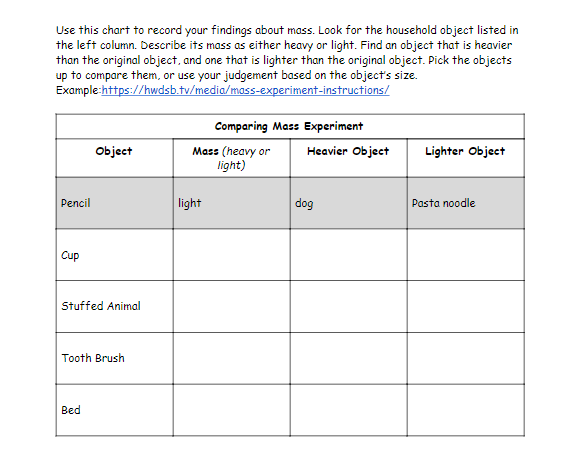 Use this chart to record your findings about mass. Look for the household object listed in
the left column. Describe its mass as either heavy or light. Find an object that is heavier
than the original object, and one that is lighter than the original object. Pick the objects
up to compare them, or use your judgement based on the object's size.
Example:https://hwdsb.tv/media/mass-experiment-instructions/
Comparing Mass Experiment
Object Mass (heavy or Heavier Object Lighter Object
light)
Pencil light dog Pasta noodle
Cup
Stuffed Animal
Tooth Brush
Bed